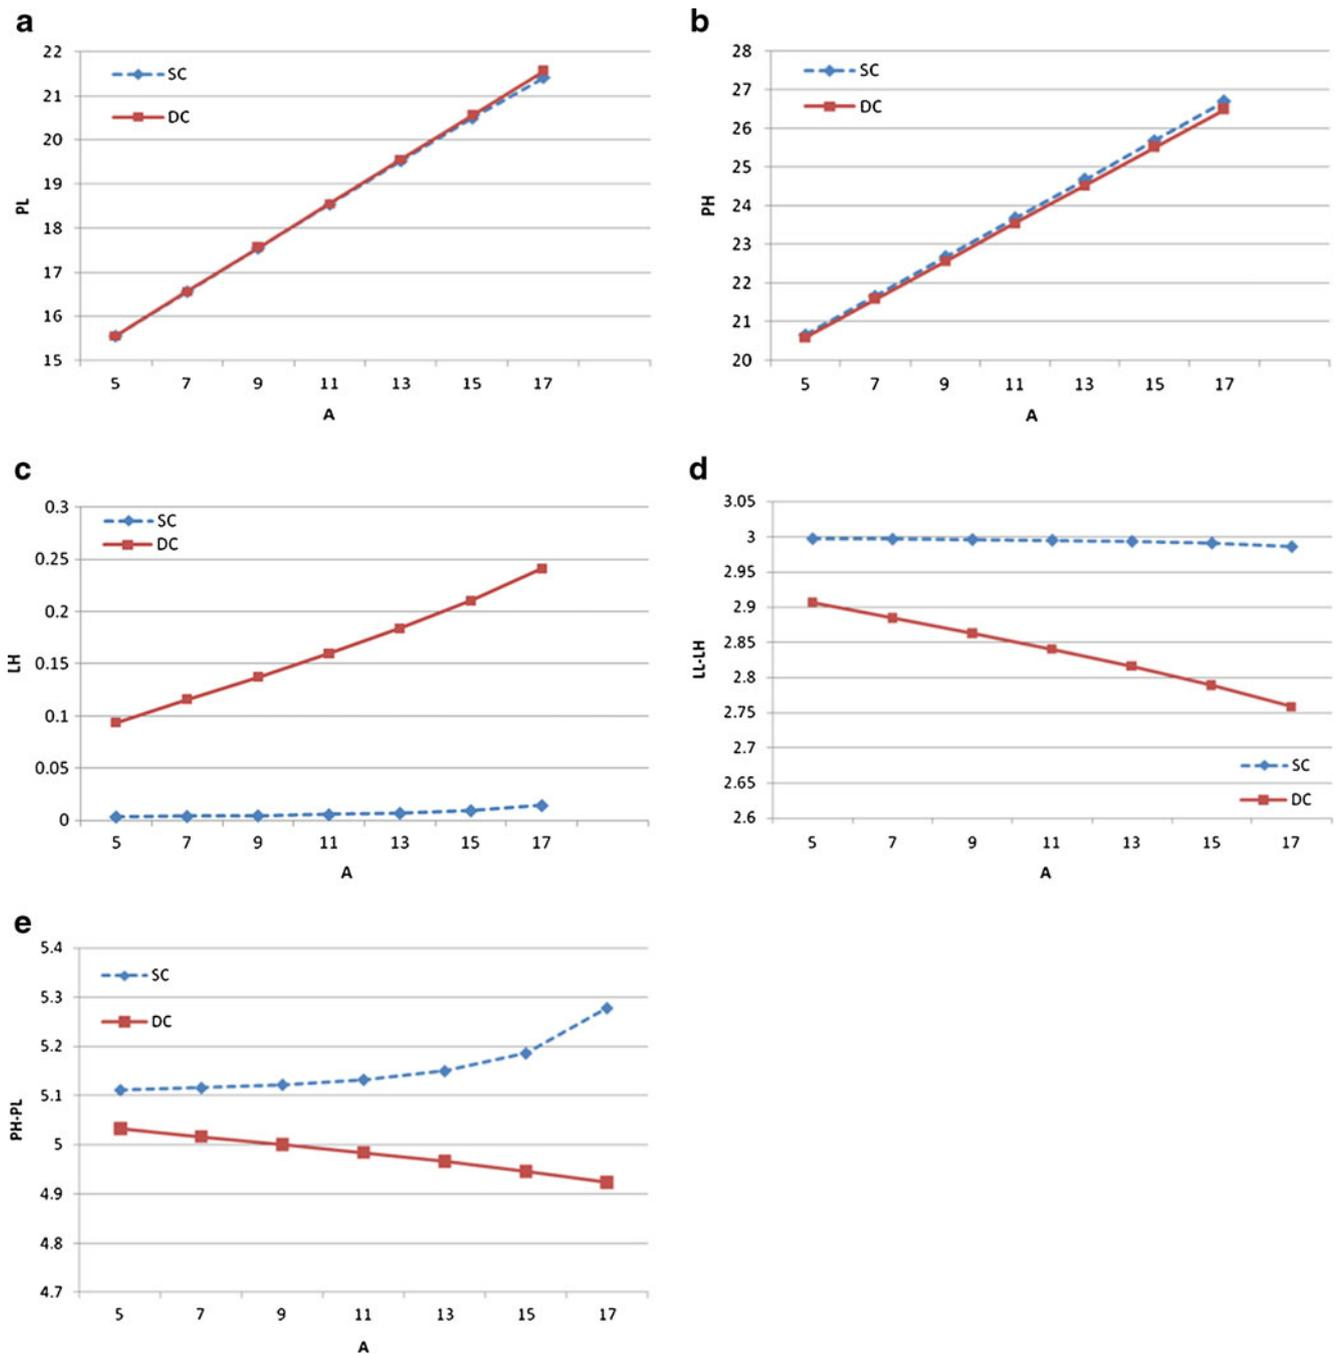 a
22
21
20
19
18
17
16
15
PL
SC
DC
5 7 9 11 13 15 17
A
b
28
27
26
25
24
23
22
21
20
PH
SC
DC
5 7 9 11 13 15 17
A
c
0.3
0.25
0.2
0.15
0.1
0.05
0
LH
SC
DC
5 7 9 11 13 15 17
A
d
3.05
3
2.95
2.9
2.85
2.8
2.75
2.7
2.65
2.6
LL-LH
SC
DC
5 7 9 11 13 15 17
A
e
5.4
5.3
5.2
5.1
5
4.9
4.8
4.7
PH-PL
SC
DC
5 7 9 11 13 15 17
A